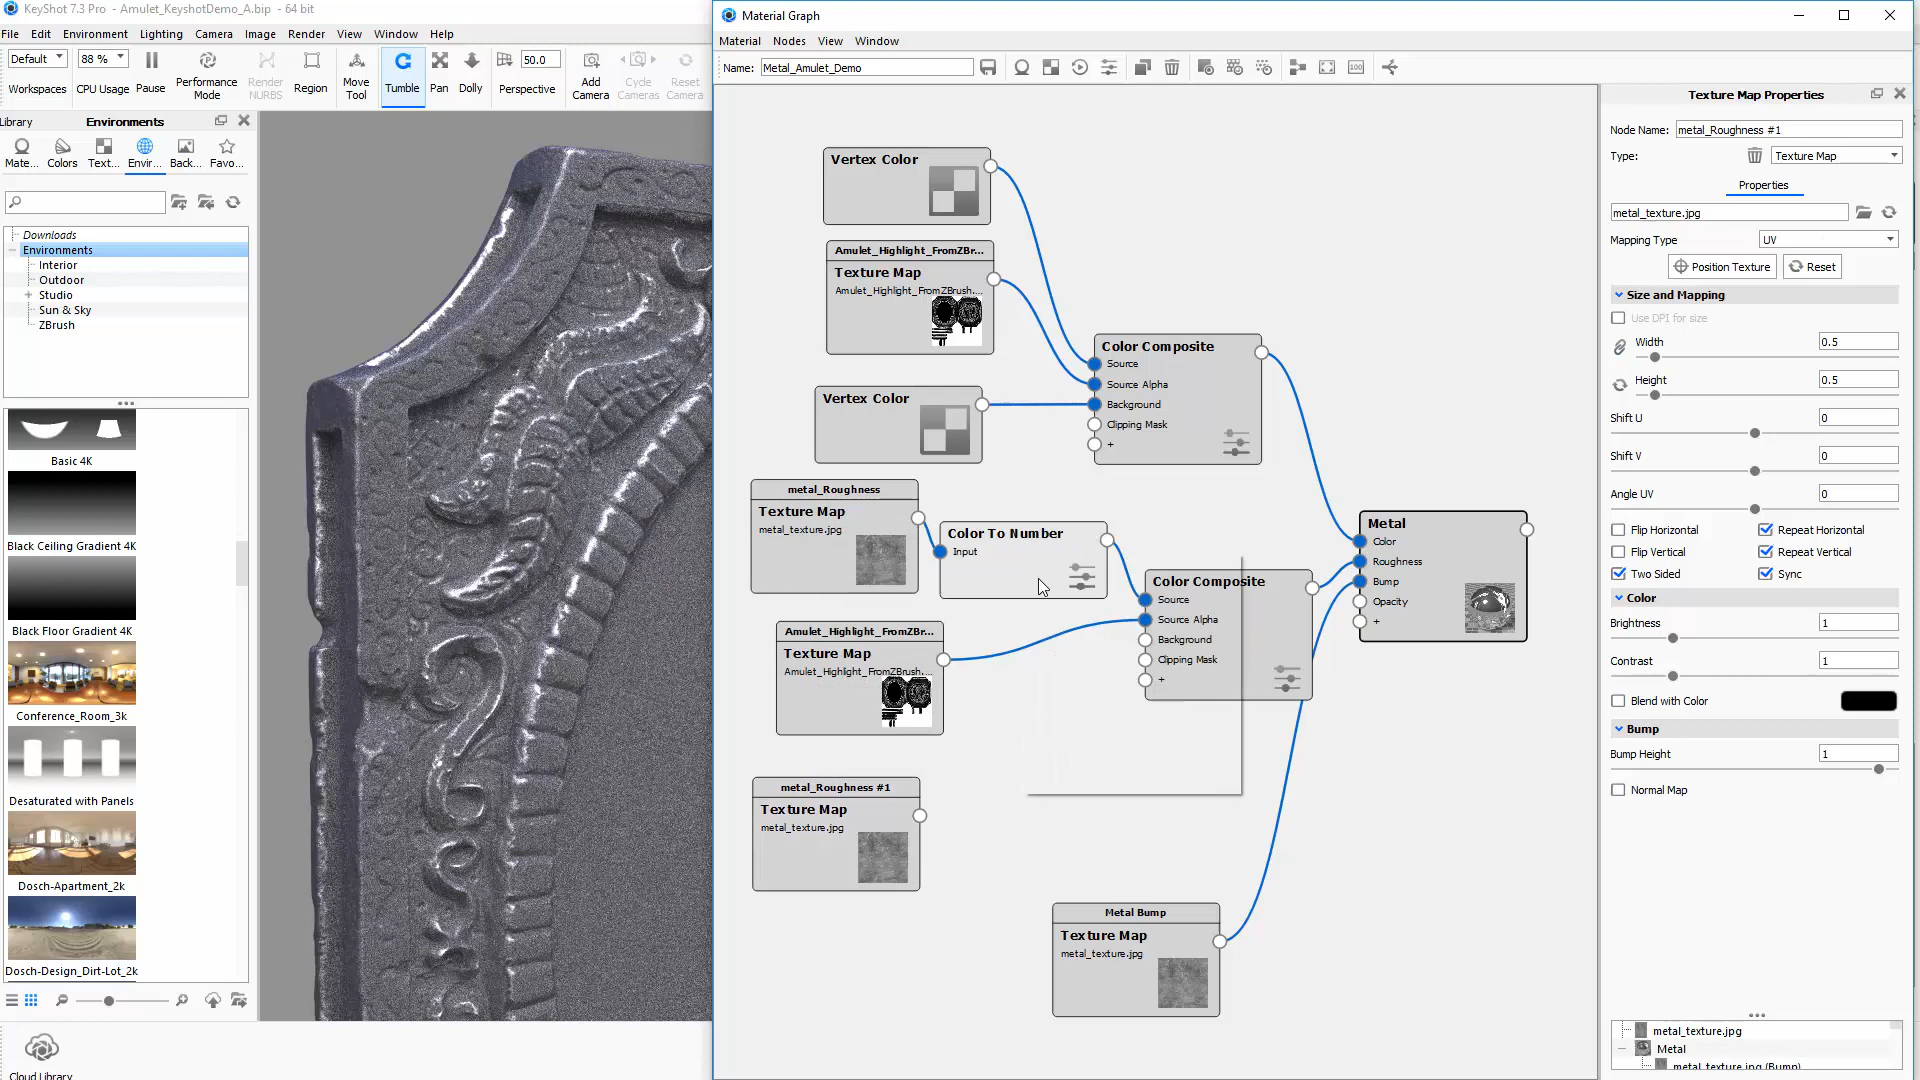 KeyShot 7.3 Pro - Amulet_KeyshotDemo_A.bip - 64 bit
File Edit Environment Lighting Camera Image Render View Window Help
Default
88 %
50.0
Workspaces
CPU Usage
Pause
Performance
Mode
Render
NURBS
Region
Move
Tool
Tumble
Pan
Dolly
Perspective
Add
Camera
Cycle
Cameras
Reset
Camera
Library
Environments
Mate...
Colors
Text...
Envir...
Back...
Favo...
Downloads
Environments
Interior
Outdoor
Studio
Sun & Sky
ZBrush
Basic 4K
Black Ceiling Gradient 4K
Black Floor Gradient 4K
Conference_Room_3k
Desaturated with Panels
Dosch-Apartment_2k
Dosch-Design_Dirt-Lot_2k
Cloud Library
Material Graph
Material Nodes View Window
Name: Metal_Amulet_Demo
100
Vertex Color
Amulet_Highlight_FromZBr...
Texture Map
Amulet_Highlight_FromZBrush....
Vertex Color
Color Composite
Source
Source Alpha
Background
Clipping Mask
+
metal_Roughness
Texture Map
metal_texture.jpg
Color To Number
Input
Color Composite
Source
Source Alpha
Background
Clipping Mask
+
Amulet_Highlight_FromZBr...
Texture Map
Amulet_Highlight_FromZBrush....
metal_Roughness #1
Texture Map
metal_texture.jpg
Metal Bump
Texture Map
metal_texture.jpg
Metal
Color
Roughness
Bump
Opacity
+
Texture Map Properties
Node Name: metal_Roughness #1
Type: Texture Map
Properties
metal_texture.jpg
Mapping Type UV
Position Texture
Reset
Size and Mapping
Use DPI for size
Width 0.5
Height 0.5
Shift U 0
Shift V 0
Angle UV 0
Flip Horizontal Repeat Horizontal
Flip Vertical Repeat Vertical
Two Sided Sync
Color
Brightness 1
Contrast 1
Blend with Color
Bump
Bump Height 1
Normal Map
metal_texture.jpg
Metal
metal_texture.jpg (Bump)